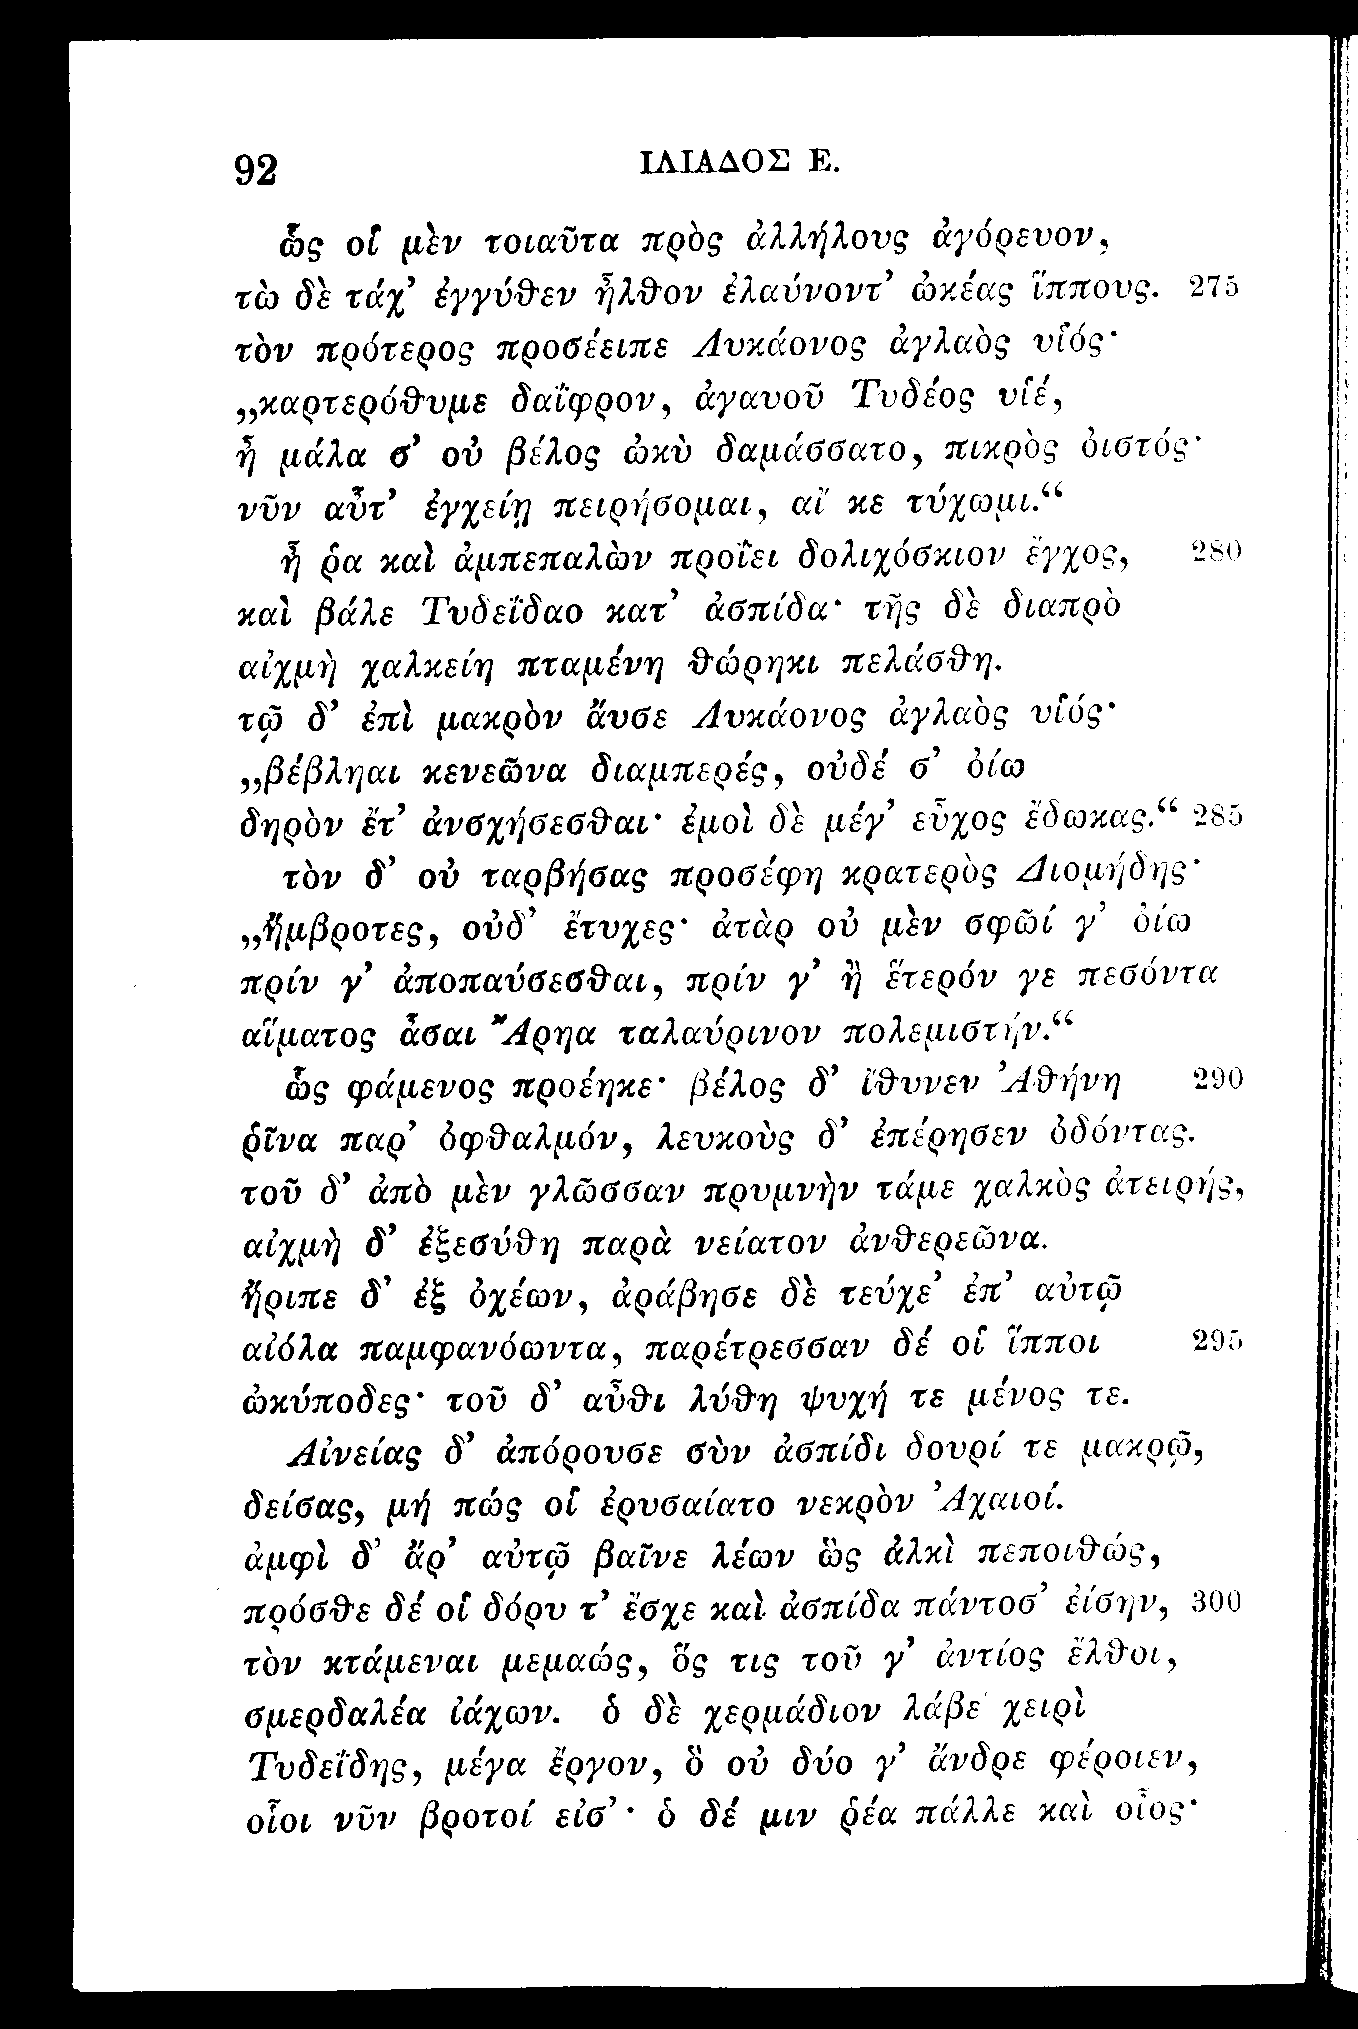 92 ΙΛΙΑΔΟΣ Ε.
ὣς οἳ μὲν τοιαῦτα πρὸς ἀλλήλους ἀγόρευον,
τὼ δὲ τάχ’ ἐγγύϑεν ἦλϑον ἐλαύνοντ’ ὠκέας ἵππους. 275
τὸν πρότερος προσέειπε Λυκάονος ἀγλαὸς υἱός·
„καρτερόϑυμε δαΐφρον, ἀγαυοῦ Τυδέος υἱέ,
ἦ μάλα σ’ οὐ βέλος ὠκὺ δαμάσσατο, πικρὸς ὀιστός·
νῦν αὖτ’ ἐγχείῃ πειρήσομαι, αἴ κε τύχωμι.“
ἦ ῥα καὶ ἀμπεπαλὼν προΐει δολιχόσκιον ἔγχος, 280
καὶ βάλε Τυδεΐδαο κατ’ ἀσπίδα· τῆς δὲ διαπρὸ
αἰχμὴ χαλκείη πταμένη ϑώρηκι πελάσϑη.
τῷ δ’ ἐπὶ μακρὸν ἄυσε Λυκάονος ἀγλαὸς υἱός·
„βέβληαι κενεῶνα διαμπερές, οὐδέ σ’ ὀίω
δηρὸν ἔτ’ ἀνσχήσεσϑαι· ἐμοὶ δὲ μέγ’ εὖχος ἔδωκας.“ 285
τὸν δ’ οὐ ταρβήσας προσέφη κρατερὸς Διομήδης·
„ἤμβροτες, οὐδ’ ἔτυχες· ἀτὰρ οὐ μὲν σφῶί γ’ ὀίω
πρίν γ’ ἀποπαύσεσϑαι, πρίν γ’ ἢ ἕτερόν γε πεσόντα
αἵματος ἆσαι Ἄρηα ταλαύρινον πολεμιστήν.“
ὣς φάμενος προέηκε· βέλος δ’ ἴϑυνεν Ἀϑήνη 290
ῥῖνα παρ’ ὀφϑαλμόν, λευκοὺς δ’ ἐπέρησεν ὀδόντας.
τοῦ δ’ ἀπὸ μὲν γλῶσσαν πρυμνὴν τάμε χαλκὸς ἀτειρής,
αἰχμὴ δ’ ἐξεσύϑη παρὰ νείατον ἀνϑερεῶνα.
ἤριπε δ’ ἐξ ὀχέων, ἀράβησε δὲ τεύχε’ ἐπ’ αὐτῷ
αἰόλα παμφανόωντα, παρέτρεσσαν δέ οἱ ἵπποι 295
ὠκύποδες· τοῦ δ’ αὖϑι λύϑη ψυχή τε μένος τε.
Αἰνείας δ’ ἀπόρουσε σὺν ἀσπίδι δουρί τε μακρῷ,
δείσας, μή πώς οἱ ἐρυσαίατο νεκρὸν Ἀχαιοί.
ἀμφὶ δ’ ἄρ’ αὐτῷ βαῖνε λέων ὣς ἀλκὶ πεποιϑώς,
πρόσϑε δέ οἱ δόρυ τ’ ἔσχε καὶ ἀσπίδα πάντοσ’ ἐίσην, 300
τὸν κτάμεναι μεμαώς, ὅς τις τοῦ γ’ ἀντίος ἔλϑοι,
σμερδαλέα ἰάχων. ὁ δὲ χερμάδιον λάβε χειρὶ
Τυδεΐδης, μέγα ἔργον, ὃ οὐ δύο γ’ ἄνδρε φέροιεν,
οἷοι νῦν βροτοί εἰσ’· ὁ δέ μιν ῥέα πάλλε καὶ οἶος·